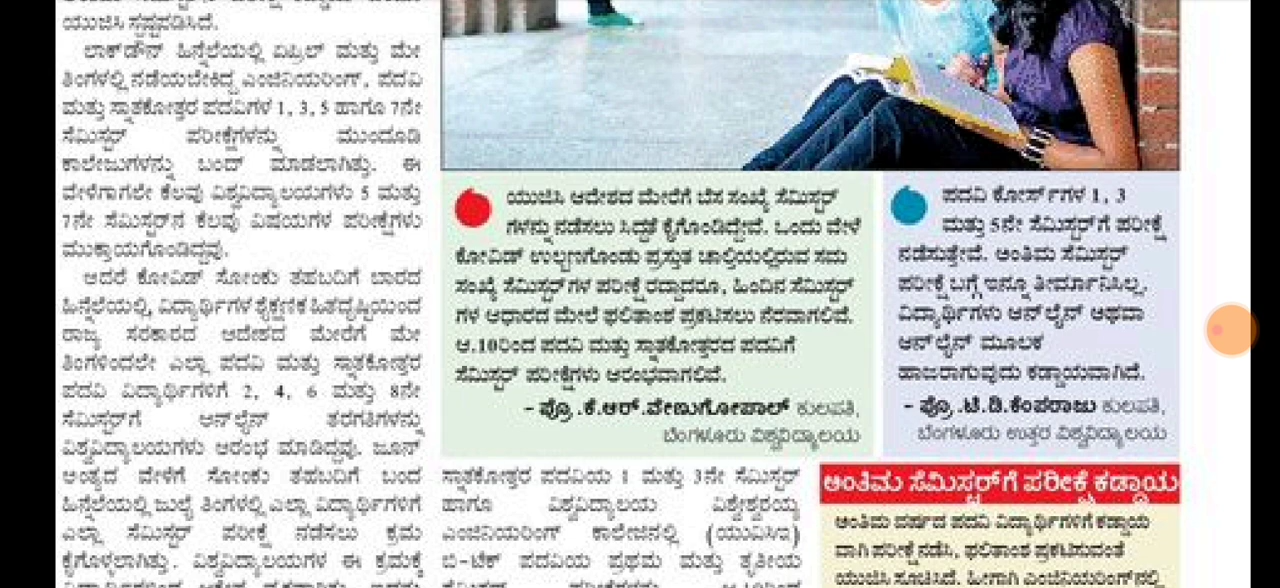 ಯುಜಿಸಿ ಸ್ಪಷ್ಟಪಡಿಸಿದೆ.
ಲಾಕ್‌ಡೌನ್ ಹಿನ್ನೆಲೆಯಲ್ಲಿ ಏಪ್ರಿಲ್ ಮತ್ತು ಮೇ
ತಿಂಗಳಲ್ಲಿ ನಡೆಯಬೇಕಿದ್ದ ಎಂಜಿನಿಯರಿಂಗ್, ಪದವಿ
ಮತ್ತು ಸ್ನಾತಕೋತ್ತರ ಪದವಿಗಳ 1, 3, 5 ಹಾಗೂ 7ನೇ
ಸೆಮಿಸ್ಟರ್ ಪರೀಕ್ಷೆಗಳನ್ನು ಮುಂದೂಡಿ
ಕಾಲೇಜುಗಳನ್ನು ಬಂದ್ ಮಾಡಲಾಗಿತ್ತು. ಈ
ವೇಳೆಗಾಗಲೇ ಕೆಲವು ವಿಶ್ವವಿದ್ಯಾಲಯಗಳು 5 ಮತ್ತು
7ನೇ ಸೆಮಿಸ್ಟರ್‌ನ ಕೆಲವು ವಿಷಯಗಳ ಪರೀಕ್ಷೆಗಳು
ಮುಕ್ತಾಯಗೊಂಡಿದ್ದವು.
ಆದರೆ ಕೋವಿಡ್ ಸೋಂಕು ತಹಬದಿಗೆ ಬಾರದ
ಹಿನ್ನೆಲೆಯಲ್ಲಿ, ವಿದ್ಯಾರ್ಥಿಗಳ ಶೈಕ್ಷಣಿಕ ಹಿತದೃಷ್ಟಿಯಿಂದ
ರಾಜ್ಯ ಸರಕಾರದ ಆದೇಶದ ಮೇರೆಗೆ ಮೇ
ತಿಂಗಳಿಂದಲೇ ಎಲ್ಲಾ ಪದವಿ ಮತ್ತು ಸ್ನಾತಕೋತ್ತರ
ಪದವಿ ವಿದ್ಯಾರ್ಥಿಗಳಿಗೆ 2, 4, 6 ಮತ್ತು 8ನೇ
ಸೆಮಿಸ್ಟರ್‌ಗೆ ಆನ್‌ಲೈನ್ ತರಗತಿಗಳನ್ನು
ವಿಶ್ವವಿದ್ಯಾಲಯಗಳು ಆರಂಭ ಮಾಡಿದ್ದವು. ಜೂನ್
ಅಂತ್ಯದ ವೇಳೆಗೆ ಸೋಂಕು ತಹಬದಿಗೆ ಬಂದ
ಹಿನ್ನೆಲೆಯಲ್ಲಿ ಜುಲೈ ತಿಂಗಳಲ್ಲಿ ಎಲ್ಲಾ ವಿದ್ಯಾರ್ಥಿಗಳಿಗೆ
ಎಲ್ಲಾ ಸೆಮಿಸ್ಟರ್ ಪರೀಕ್ಷೆ ನಡೆಸಲು ಕ್ರಮ
ಕೈಗೊಳ್ಳಲಾಗಿತ್ತು. ವಿಶ್ವವಿದ್ಯಾಲಯಗಳ ಈ ಕ್ರಮಕ್ಕೆ
ಯುಜಿಸಿ ಆದೇಶದ ಮೇರೆಗೆ ಬೆಸ ಸಂಖ್ಯೆ ಸೆಮಿಸ್ಟರ್
ಗಳನ್ನು ನಡೆಸಲು ಸಿದ್ಧತೆ ಕೈಗೊಂಡಿದ್ದೇವೆ. ಒಂದು ವೇಳೆ
ಕೋವಿಡ್ ಉಲ್ಬಣಗೊಂಡು ಪ್ರಸ್ತುತ ಚಾಲ್ತಿಯಲ್ಲಿರುವ ಸಮ
ಸಂಖ್ಯೆ ಸೆಮಿಸ್ಟರ್‌ಗಳ ಪರೀಕ್ಷೆ ರದ್ದಾದರೂ, ಹಿಂದಿನ ಸೆಮಿಸ್ಟರ್
ಗಳ ಆಧಾರದ ಮೇಲೆ ಫಲಿತಾಂಶ ಪ್ರಕಟಿಸಲು ನೆರವಾಗಲಿವೆ.
ಆ.10ರಿಂದ ಪದವಿ ಮತ್ತು ಸ್ನಾತಕೋತ್ತರದ ಪದವಿಗೆ
ಸೆಮಿಸ್ಟರ್ ಪರೀಕ್ಷೆಗಳು ಆರಂಭವಾಗಲಿವೆ.
- ಪ್ರೊ.ಕೆ.ಆರ್.ವೇಣುಗೋಪಾಲ್ ಕುಲಪತಿ,
ಬೆಂಗಳೂರು ವಿಶ್ವವಿದ್ಯಾಲಯ
ಪದವಿ ಕೋರ್ಸ್‌ಗಳ 1, 3
ಮತ್ತು 5ನೇ ಸೆಮಿಸ್ಟರ್‌ಗೆ ಪರೀಕ್ಷೆ
ನಡೆಸುತ್ತೇವೆ. ಅಂತಿಮ ಸೆಮಿಸ್ಟರ್
ಪರೀಕ್ಷೆ ಬಗ್ಗೆ ಇನ್ನೂ ತೀರ್ಮಾನಿಸಿಲ್ಲ.
ವಿದ್ಯಾರ್ಥಿಗಳು ಆನ್‌ಲೈನ್ ಅಥವಾ
ಆನ್‌ಲೈನ್ ಮೂಲಕ
ಹಾಜರಾಗುವುದು ಕಡ್ಡಾಯವಾಗಿದೆ.
- ಪ್ರೊ.ಟಿ.ಡಿ.ಕೆಂಪರಾಜು ಕುಲಪತಿ,
ಬೆಂಗಳೂರು ಉತ್ತರ ವಿಶ್ವವಿದ್ಯಾಲಯ
ಸ್ನಾತಕೋತ್ತರ ಪದವಿಯ 1 ಮತ್ತು 3ನೇ ಸೆಮಿಸ್ಟರ್
ಹಾಗೂ ವಿಶ್ವವಿದ್ಯಾಲಯ ವಿಶ್ವೇಶ್ವರಯ್ಯ
ಎಂಜಿನಿಯರಿಂಗ್ ಕಾಲೇಜಿನಲ್ಲಿ (ಯುವಿಸಿಇ)
ಬಿ-ಟೆಕ್ ಪದವಿಯ ಪ್ರಥಮ ಮತ್ತು ತೃತೀಯ
ಅಂತಿಮ ಸೆಮಿಸ್ಟರ್‌ಗೆ ಪರೀಕ್ಷೆ ಕಡ್ಡಾಯ
ಅಂತಿಮ ವರ್ಷದ ಪದವಿ ವಿದ್ಯಾರ್ಥಿಗಳಿಗೆ ಕಡ್ಡಾಯ
ವಾಗಿ ಪರೀಕ್ಷೆ ನಡೆಸಿ, ಫಲಿತಾಂಶ ಪ್ರಕಟಿಸುವಂತೆ
ಯುಜಿಸಿ ಸೂಚಿಸಿದೆ. ಹೀಗಾಗಿ ಎಂಜಿನಿಯರಿಂಗ್‌ನಲ್ಲಿ